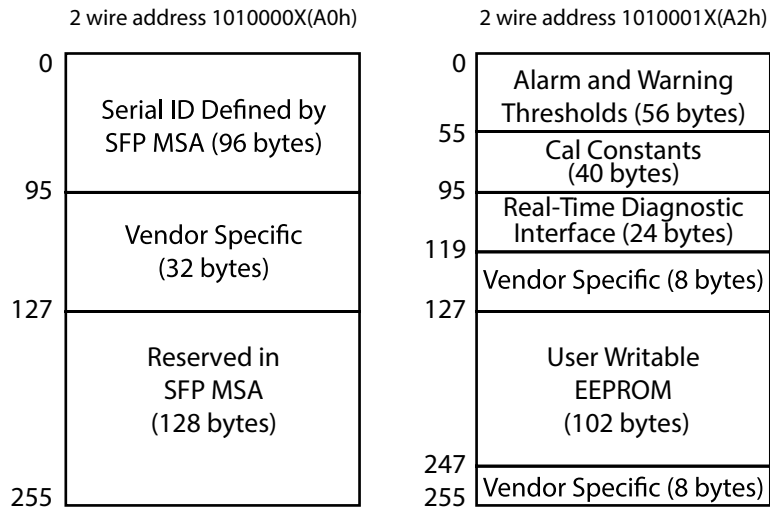 2 wire address 1010000X(A0h)
0
Serial ID Defined by
SFP MSA (96 bytes)
95
Vendor Specific
(32 bytes)
127
Reserved in
SFP MSA
(128 bytes)
255
2 wire address 1010001X(A2h)
0
Alarm and Warning
Thresholds (56 bytes)
55
Cal Constants
(40 bytes)
95
Real-Time Diagnostic
Interface (24 bytes)
119
Vendor Specific (8 bytes)
127
User Writable
EEPROM
(102 bytes)
247
Vendor Specific (8 bytes)
255